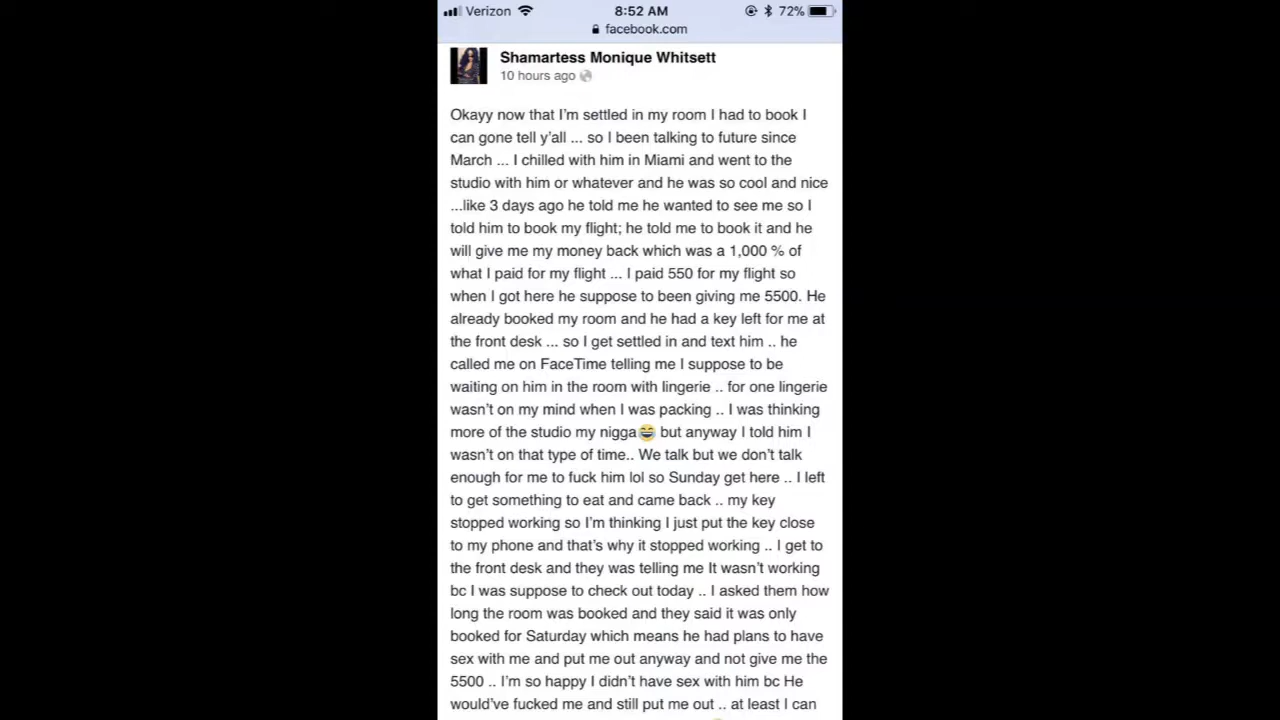 Verizon 8:52 AM 72%
facebook.com
Shamartess Monique Whitsett
10 hours ago
Okayy now that I'm settled in my room I had to book I
can gone tell y'all ... so I been talking to future since
March ... I chilled with him in Miami and went to the
studio with him or whatever and he was so cool and nice
...like 3 days ago he told me he wanted to see me so I
told him to book my flight; he told me to book it and he
will give me my money back which was a 1,000 % of
what I paid for my flight ... I paid 550 for my flight so
when I got here he suppose to been giving me 5500. He
already booked my room and he had a key left for me at
the front desk ... so I get settled in and text him .. he
called me on FaceTime telling me I suppose to be
waiting on him in the room with lingerie .. for one lingerie
wasn't on my mind when I was packing .. I was thinking
more of the studio my nigga😂 but anyway I told him I
wasn't on that type of time.. We talk but we don't talk
enough for me to fuck him lol so Sunday get here .. I left
to get something to eat and came back .. my key
stopped working so I'm thinking I just put the key close
to my phone and that's why it stopped working .. I get to
the front desk and they was telling me It wasn't working
bc I was suppose to check out today .. I asked them how
long the room was booked and they said it was only
booked for Saturday which means he had plans to have
sex with me and put me out anyway and not give me the
5500 .. I'm so happy I didn't have sex with him bc He
would've fucked me and still put me out .. at least I can